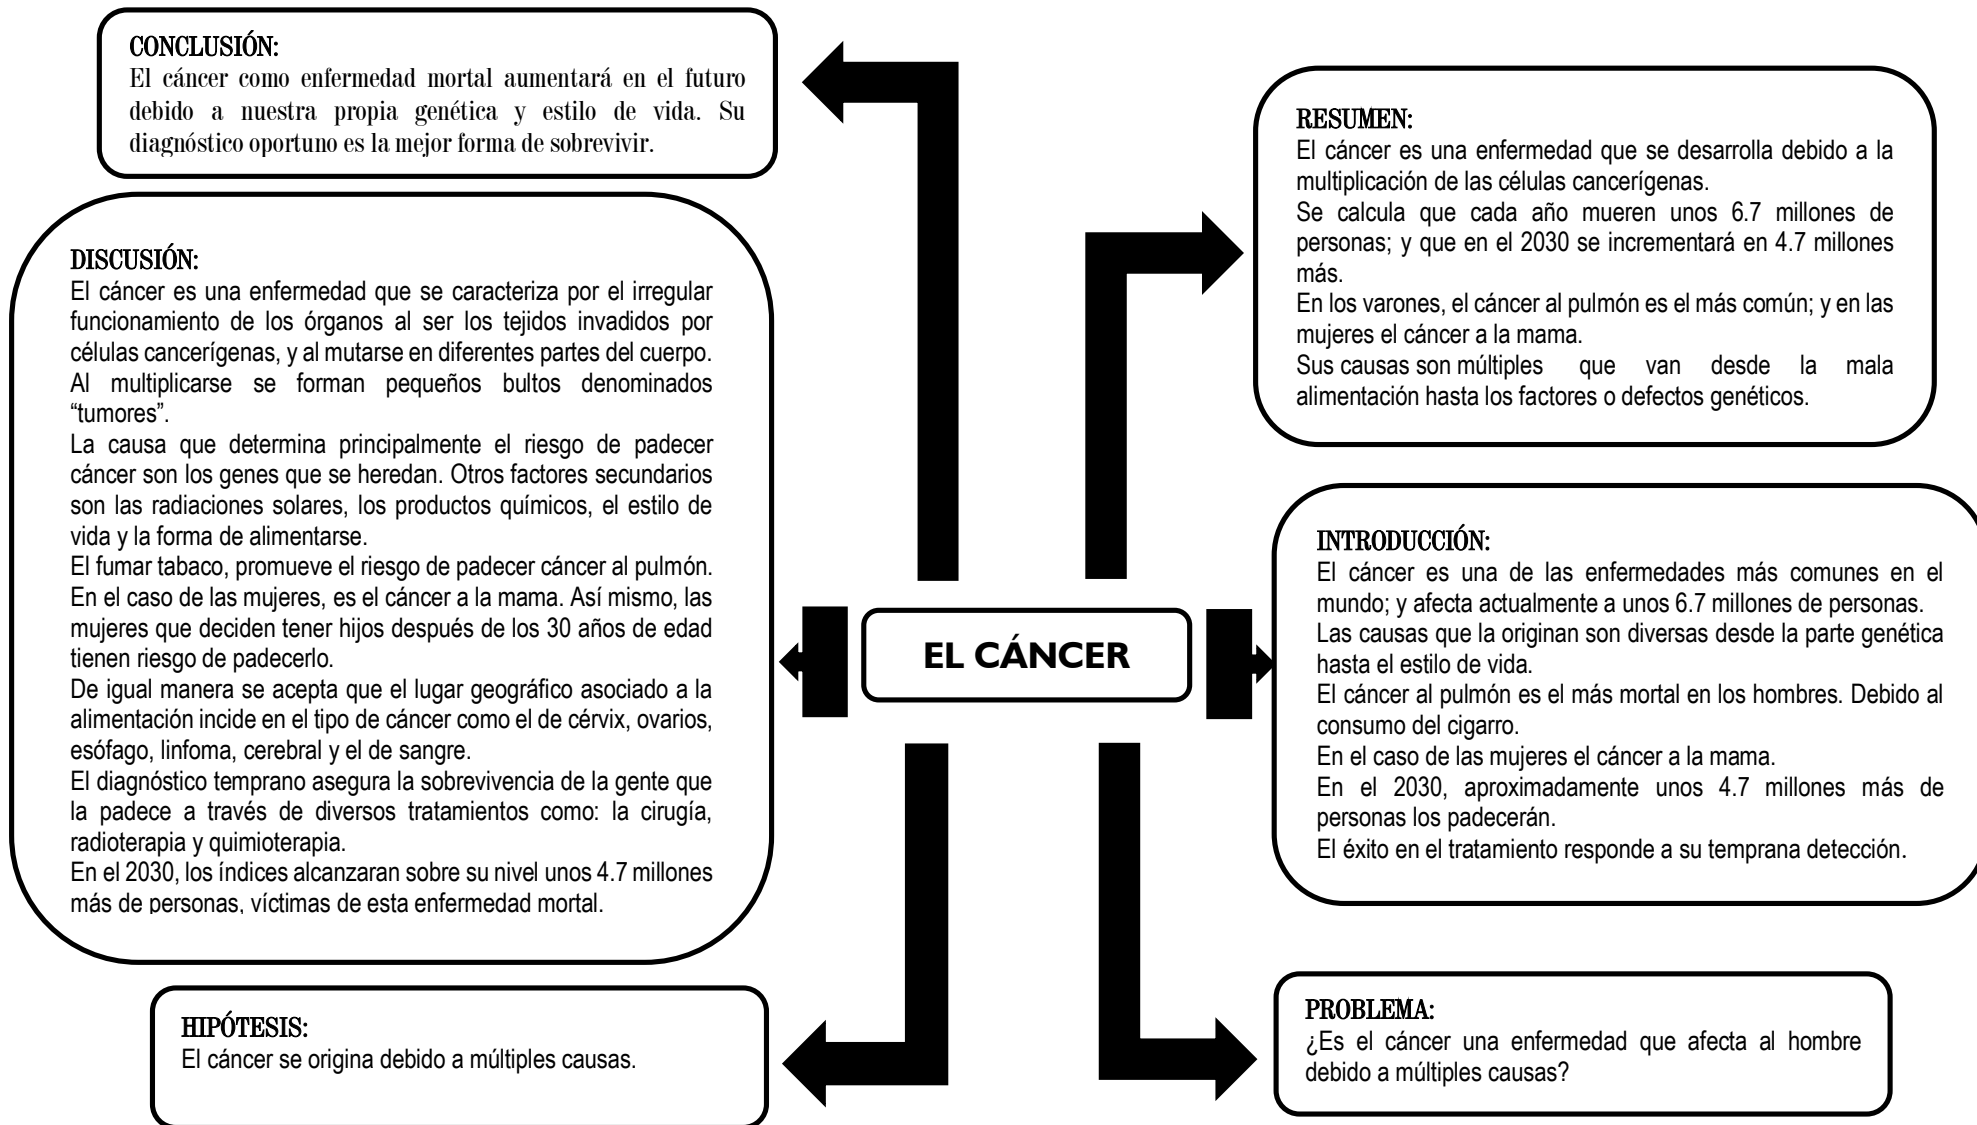 CONCLUSIÓN:
El cáncer como enfermedad mortal aumentará en el futuro
debido a nuestra propia genética y estilo de vida. Su
diagnóstico oportuno es la mejor forma de sobrevivir.
DISCUSIÓN:
El cáncer es una enfermedad que se caracteriza por el irregular
funcionamiento de los órganos al ser los tejidos invadidos por
células cancerígenas, y al mutarse en diferentes partes del cuerpo.
Al multiplicarse se forman pequeños bultos denominados
“tumores”.
La causa que determina principalmente el riesgo de padecer
cáncer son los genes que se heredan. Otros factores secundarios
son las radiaciones solares, los productos químicos, el estilo de
vida y la forma de alimentarse.
El fumar tabaco, promueve el riesgo de padecer cáncer al pulmón.
En el caso de las mujeres, es el cáncer a la mama. Así mismo, las
mujeres que deciden tener hijos después de los 30 años de edad
tienen riesgo de padecerlo.
De igual manera se acepta que el lugar geográfico asociado a la
alimentación incide en el tipo de cáncer como el de cérvix, ovarios,
esófago, linfoma, cerebral y el de sangre.
El diagnóstico temprano asegura la sobrevivencia de la gente que
la padece a través de diversos tratamientos como: la cirugía,
radioterapia y quimioterapia.
En el 2030, los índices alcanzaran sobre su nivel unos 4.7 millones
más de personas, víctimas de esta enfermedad mortal.
HIPÓTESIS:
El cáncer se origina debido a múltiples causas.
EL CÁNCER
RESUMEN:
El cáncer es una enfermedad que se desarrolla debido a la
multiplicación de las células cancerígenas.
Se calcula que cada año mueren unos 6.7 millones de
personas; y que en el 2030 se incrementará en 4.7 millones
más.
En los varones, el cáncer al pulmón es el más común; y en las
mujeres el cáncer a la mama.
Sus causas son múltiples que van desde la mala
alimentación hasta los factores o defectos genéticos.
INTRODUCCIÓN:
El cáncer es una de las enfermedades más comunes en el
mundo; y afecta actualmente a unos 6.7 millones de personas.
Las causas que la originan son diversas desde la parte genética
hasta el estilo de vida.
El cáncer al pulmón es el más mortal en los hombres. Debido al
consumo del cigarro.
En el caso de las mujeres el cáncer a la mama.
En el 2030, aproximadamente unos 4.7 millones más de
personas los padecerán.
El éxito en el tratamiento responde a su temprana detección.
PROBLEMA:
¿Es el cáncer una enfermedad que afecta al hombre
debido a múltiples causas?